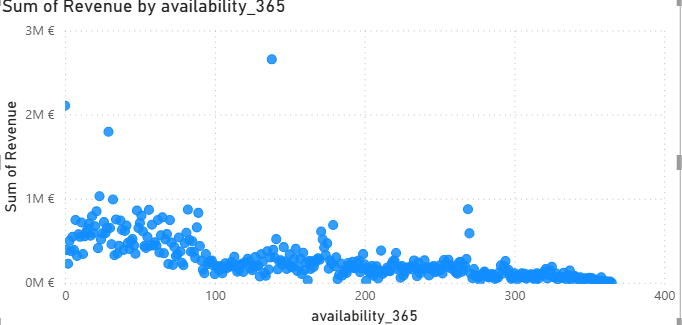 Sum of Revenue by availability_365
3M €
2M €
1M €
0M €
Sum of Revenue
0 100 200 300 400
availability_365